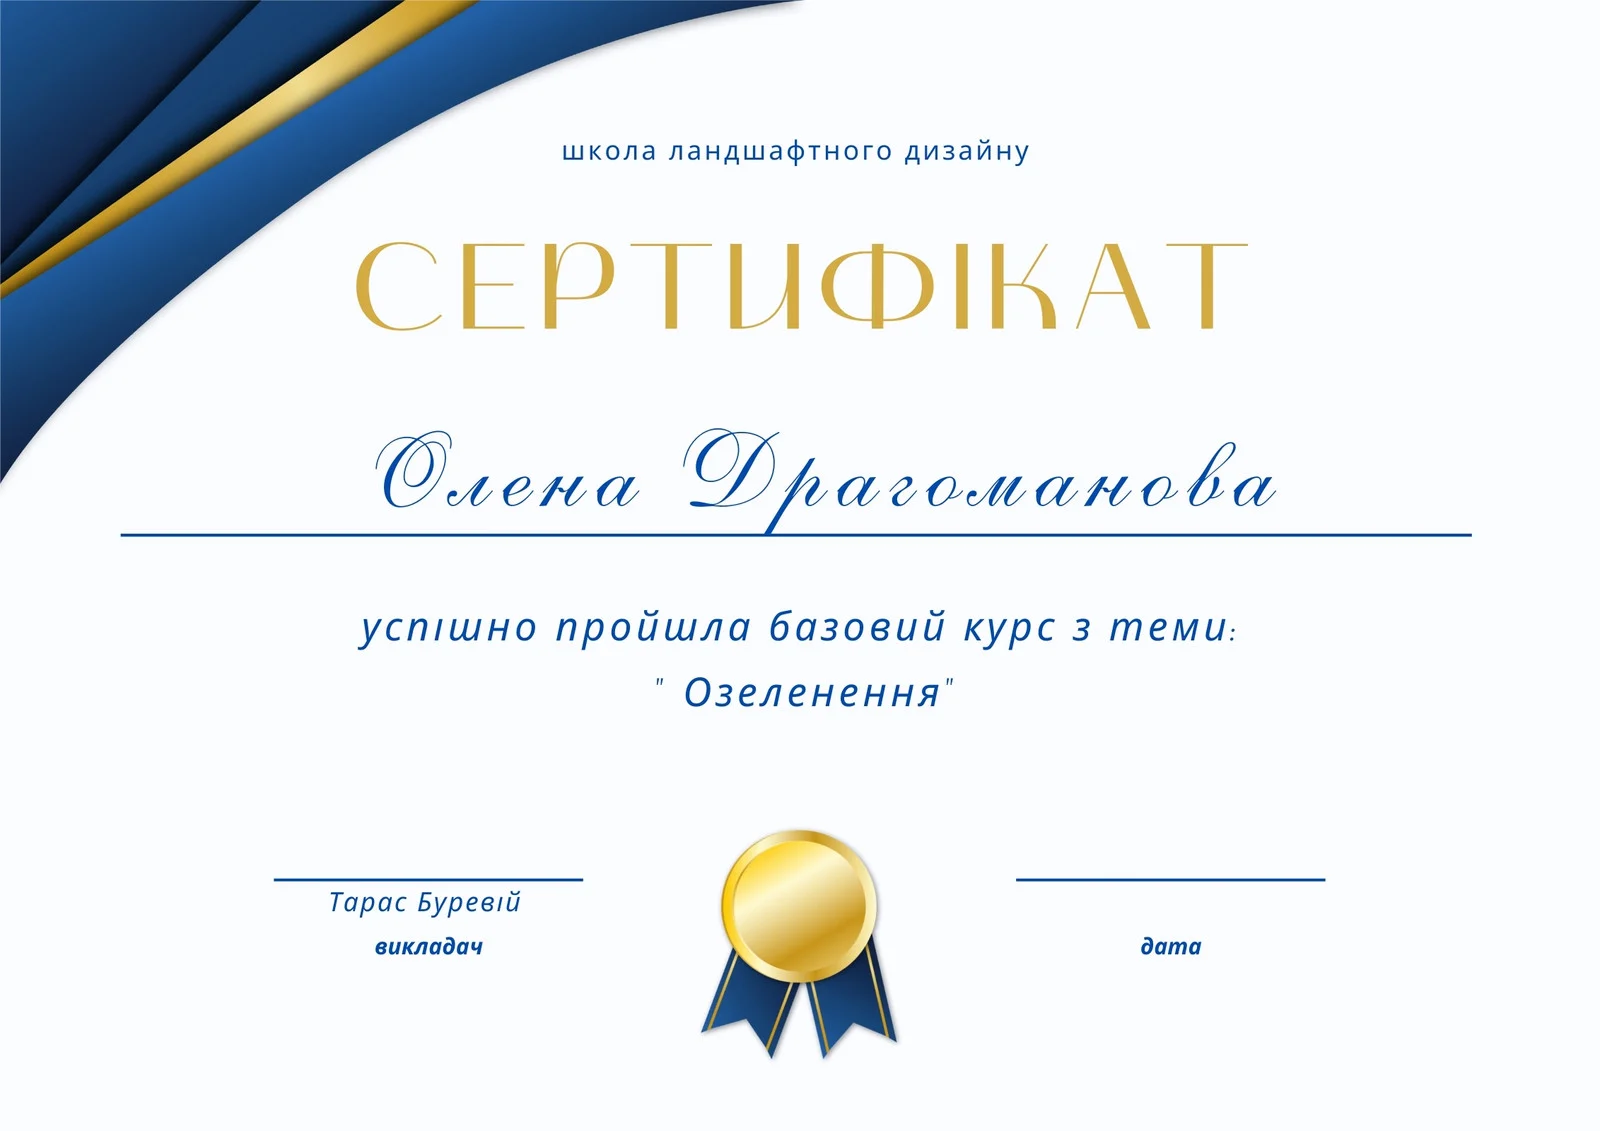 школа ландшафтного дизайну
СЕРТИФІКАТ
Олена Драгоманова
успішно пройшла базовий курс з теми:
" Озеленення"
Тарас Буревій
викладач
дата